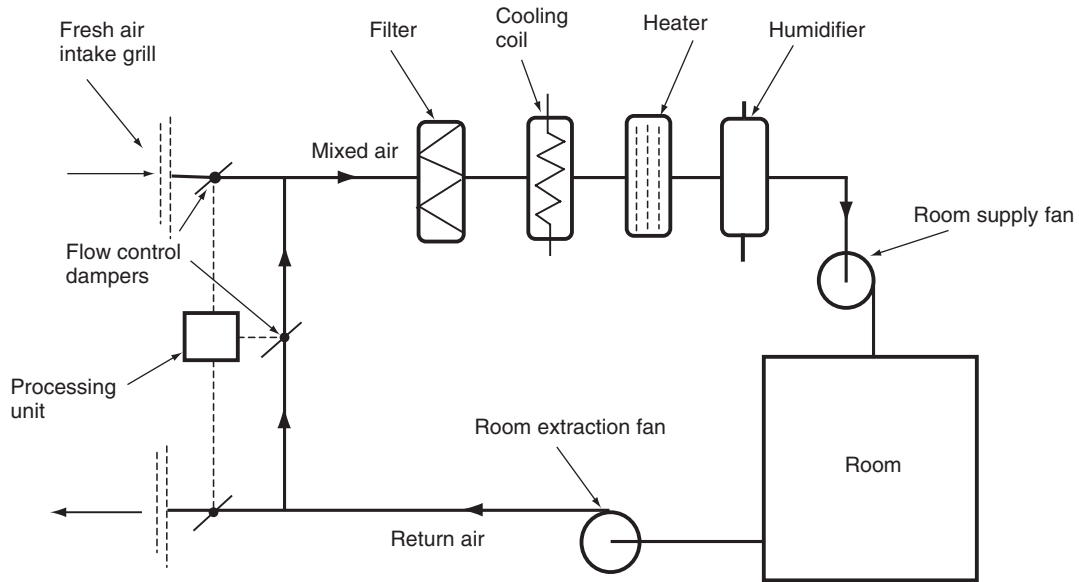 Fresh air
intake grill
Filter
Cooling
coil
Heater
Humidifier
Mixed air
Room supply fan
Flow control
dampers
Processing
unit
Room extraction fan
Room
Return air